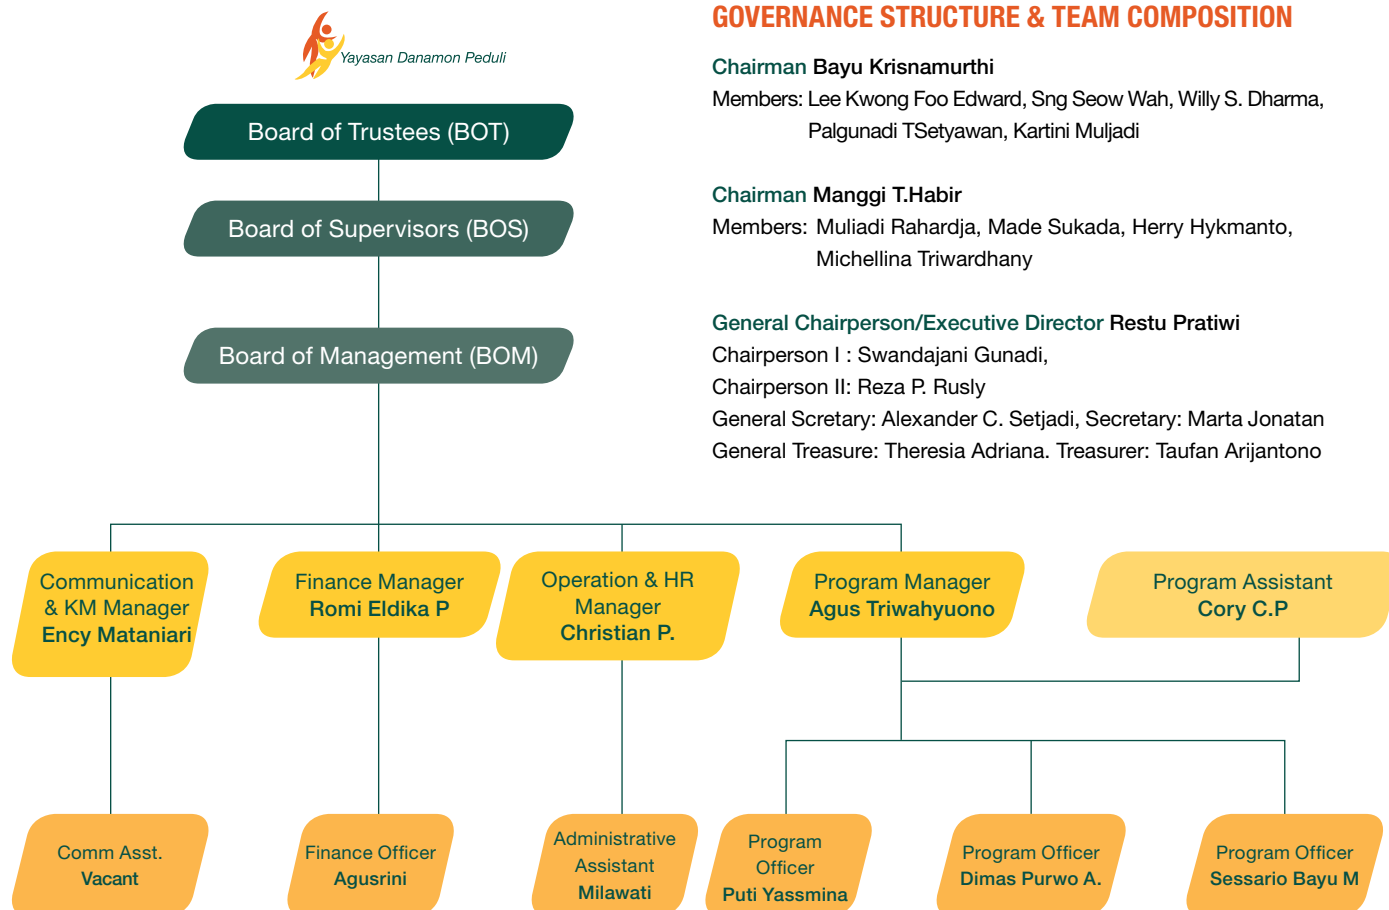 Yayasan Danamon Peduli
GOVERNANCE STRUCTURE & TEAM COMPOSITION
Board of Trustees (BOT)
Chairman Bayu Krisnamurthi
Members: Lee Kwong Foo Edward, Sng Seow Wah, Willy S. Dharma,
Palgunadi TSetyawan, Kartini Muljadi
Board of Supervisors (BOS)
Chairman Manggi T.Habir
Members: Muliadi Rahardja, Made Sukada, Herry Hykmanto,
Michellina Triwardhany
Board of Management (BOM)
General Chairperson/Executive Director Restu Pratiwi
Chairperson I : Swandajani Gunadi,
Chairperson II: Reza P. Rusly
General Scretary: Alexander C. Setjadi, Secretary: Marta Jonatan
General Treasure: Theresia Adriana. Treasurer: Taufan Arijantono
Communication
& KM Manager
Ency Mataniari
Finance Manager
Romi Eldika P
Operation & HR
Manager
Christian P.
Program Manager
Agus Triwahyuono
Program Assistant
Cory C.P
Comm Asst.
Vacant
Finance Officer
Agusrini
Administrative
Assistant
Milawati
Program
Officer
Puti Yassmina
Program Officer
Dimas Purwo A.
Program Officer
Sessario Bayu M